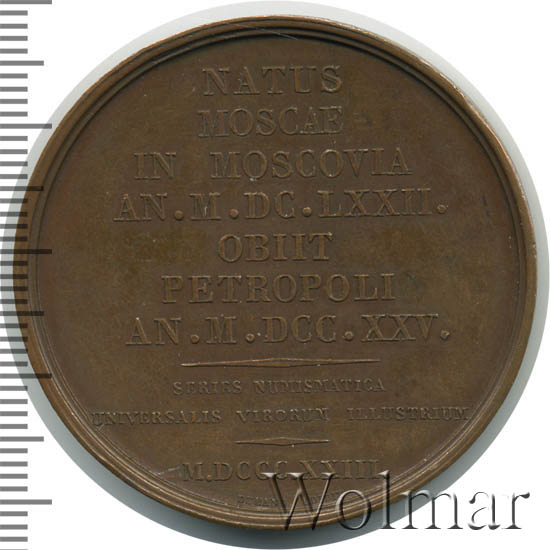 NATUS
MOSCAE
IN MOSCOVIA
AN. M. DC. LXXII.
OBIIT
PETROPOLI
AN. M. DCC. XXV.
SERIES NUMISMATICA
UNIVERSALIS VIRORUM ILLUSTRIUM
M.DCCC.XXIII.
Wolmar